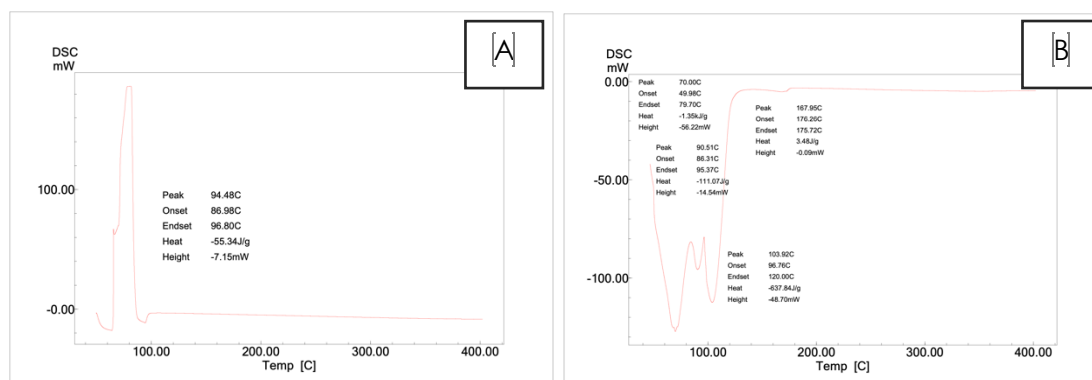 [A]
DSC
mW
100.00
-0.00
Peak 94.48C
Onset 86.98C
Endset 96.80C
Heat -55.34J/g
Height -7.15mW
100.00 200.00 300.00 400.00
Temp [C]
[B]
DSC
mW
0.00
-50.00
-100.00
Peak 70.00C
Onset 49.98C
Endset 79.70C
Heat -1.35kJ/g
Height -56.22mW
Peak 90.51C
Onset 86.31C
Endset 95.37C
Heat -111.07J/g
Height -14.54mW
Peak 167.95C
Onset 176.26C
Endset 175.72C
Heat 3.48J/g
Height -0.09mW
Peak 103.92C
Onset 96.76C
Endset 120.00C
Heat -637.84J/g
Height -48.70mW
100.00 200.00 300.00 400.00
Temp [C]